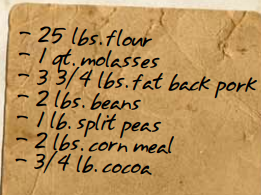 - 25 lbs. flour
- 1 qt. molasses
- 3 3/4 lbs. fat back pork
- 2 lbs. beans
- 1 lb. split peas
- 2 lbs. corn meal
- 3/4 lb. cocoa